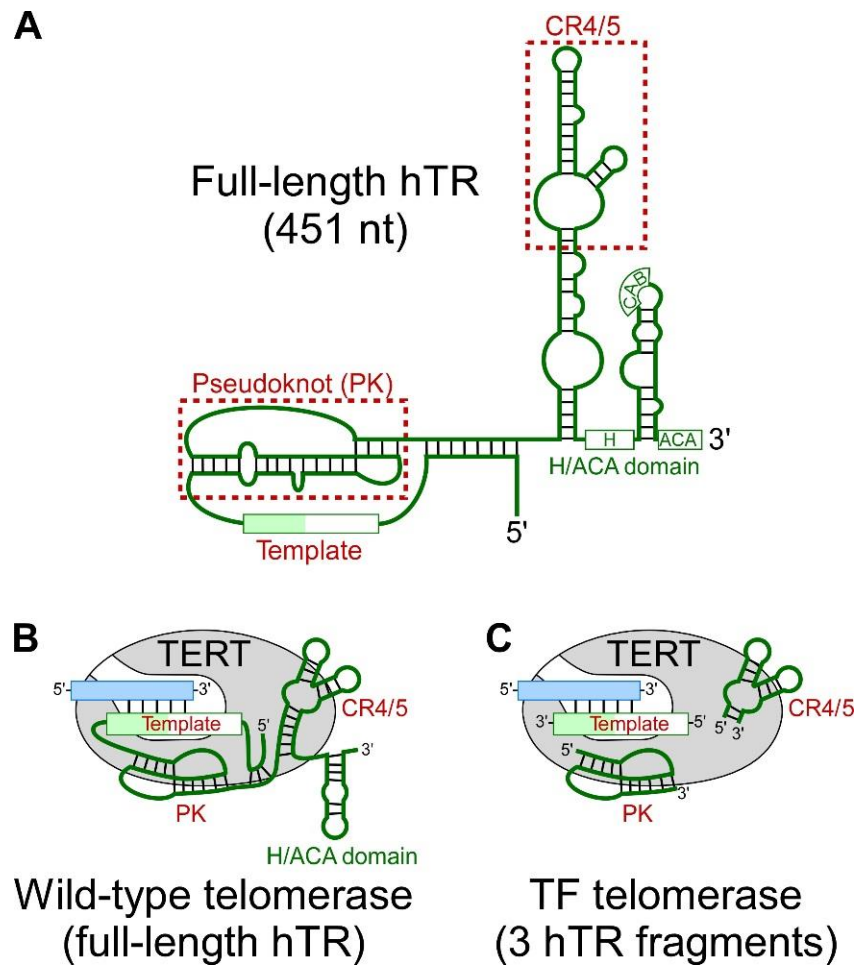 A
CR4/5
Full-length hTR
(451 nt)
CAB
Pseudoknot (PK)
H
ACA
3'
H/ACA domain
5'
Template
B
TERT
5'-
-3'
Template
5'
CR4/5
3'
PK
H/ACA domain
Wild-type telomerase
(full-length hTR)
C
TERT
5'-
-3'
3'-
Template
-5'
CR4/5
5'
3'
5'
3'
PK
TF telomerase
(3 hTR fragments)